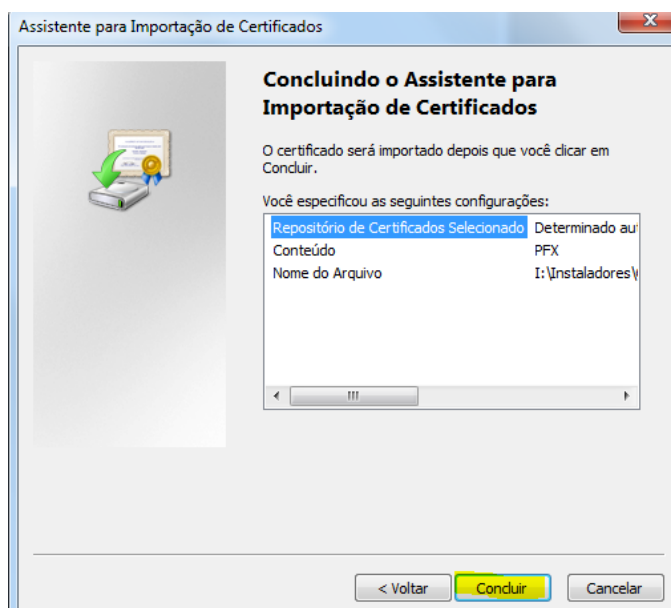 Assistente para Importação de Certificados
Concluindo o Assistente para
Importação de Certificados
O certificado será importado depois que você clicar em
Concluir.
Você especificou as seguintes configurações:
Repositório de Certificados Selecionado Determinado
Conteúdo PFX
Nome do Arquivo I:\Instaladores\
< Voltar Concluir Cancelar